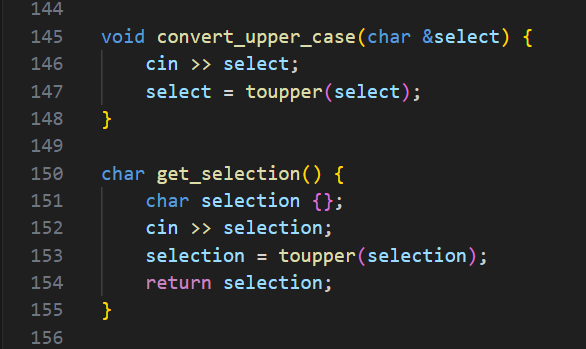 144
145 void convert_upper_case(char &select) {
146     cin >> select;
147     select = toupper(select);
148 }
149
150 char get_selection() {
151     char selection {};
152     cin >> selection;
153     selection = toupper(selection);
154     return selection;
155 }
156